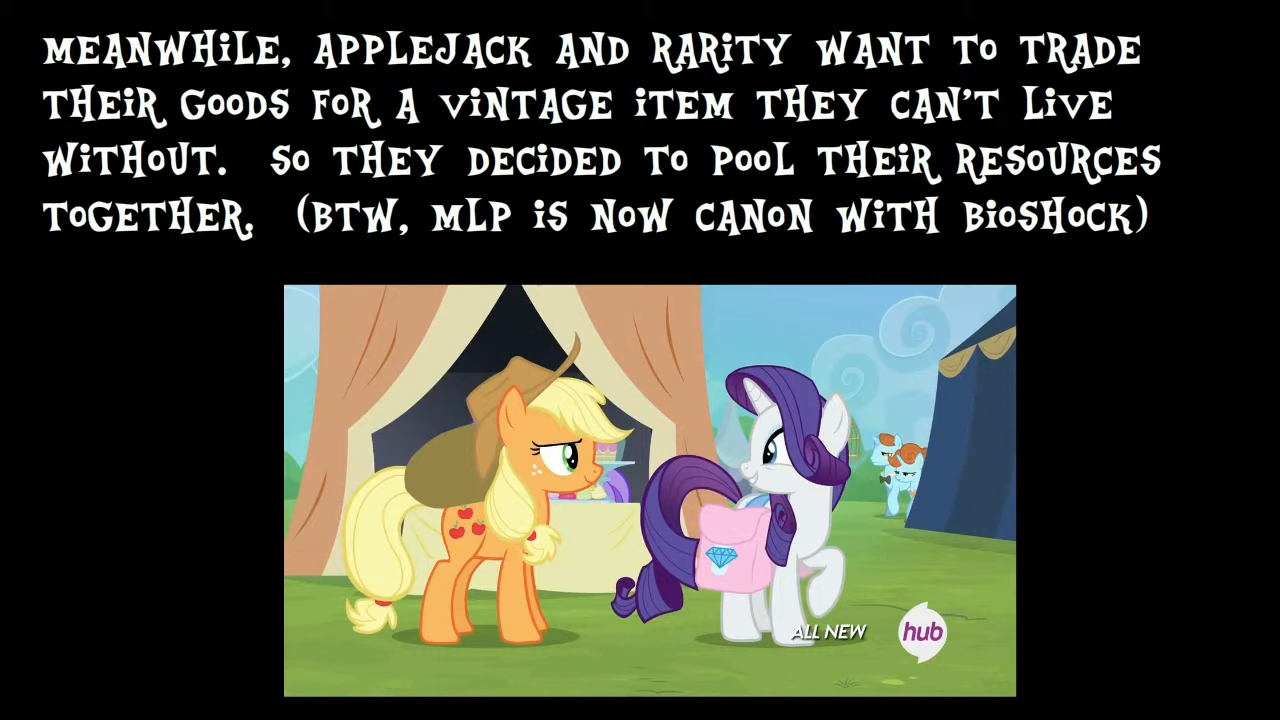 MEANWHILE, APPLEJACK AND RARITY WANT TO TRADE
THEIR GOODS FOR A VINTAGE ITEM THEY CAN'T LIVE
WITHOUT. SO THEY DECIDED TO POOL THEIR RESOURCES
TOGETHER. (BTW, MLP IS NOW CANON WITH BIOSHOCK)
ALL NEW
hub